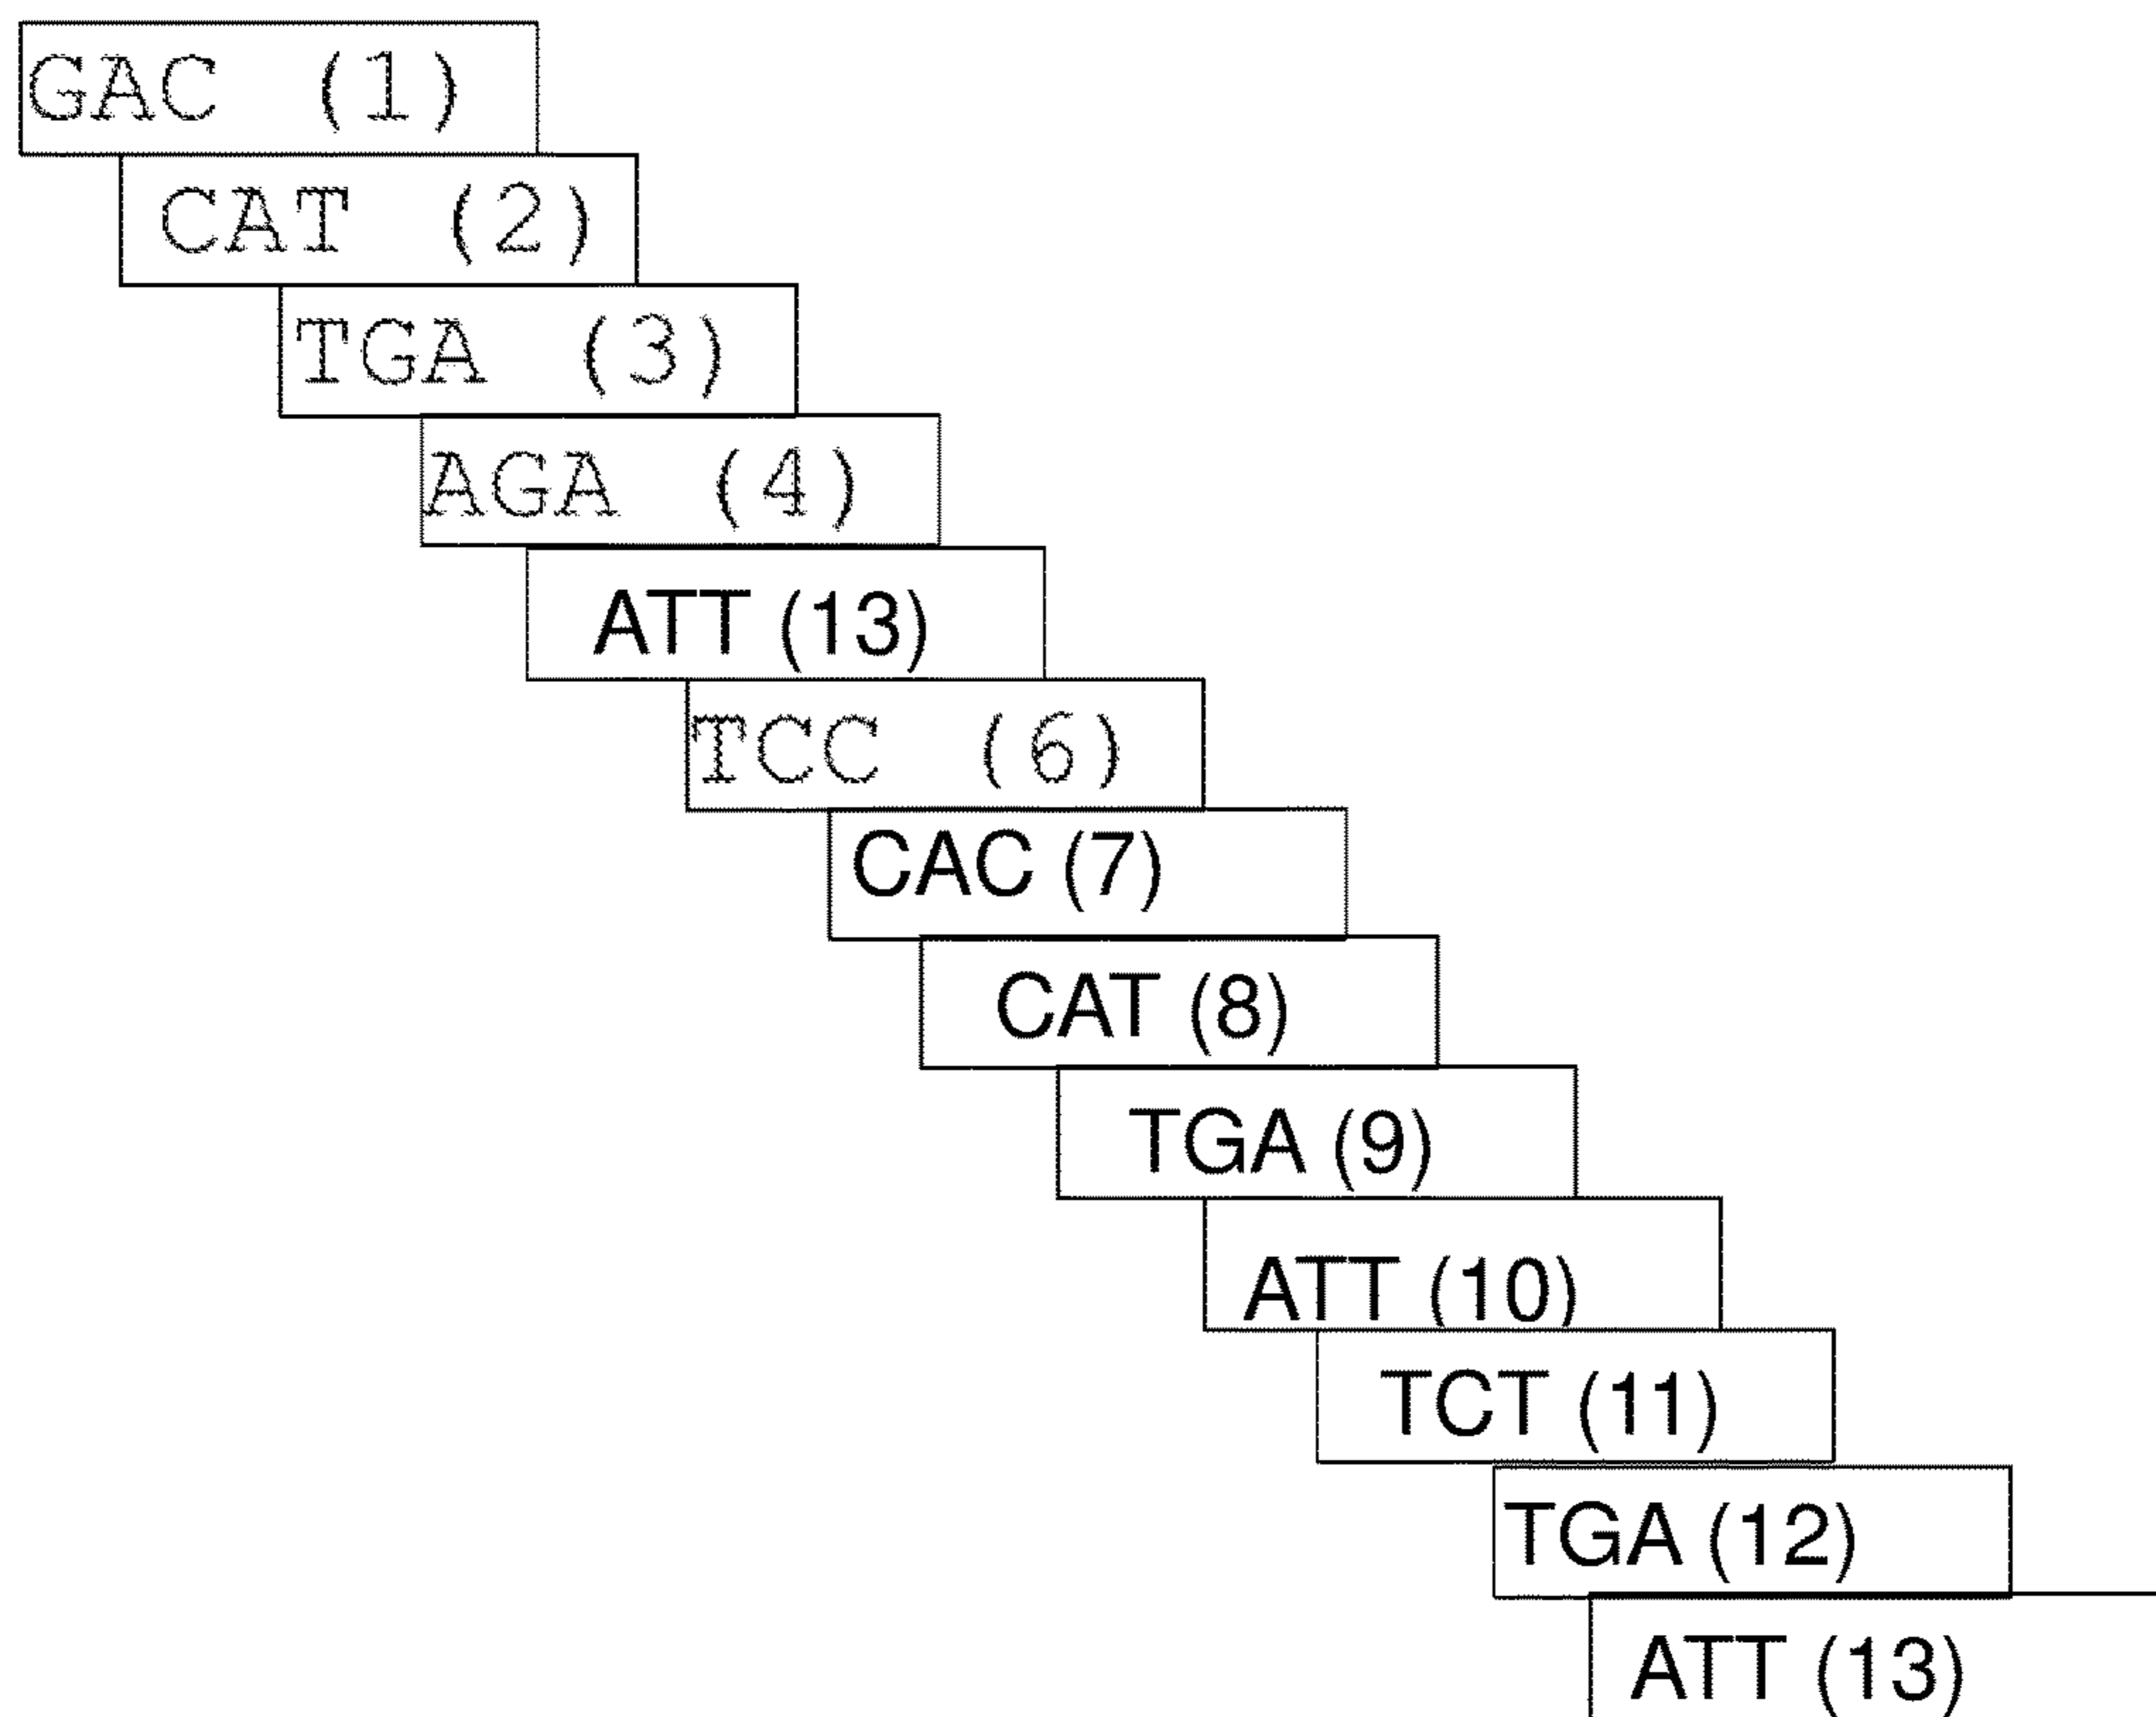 GAC (1)
CAT (2)
TGA (3)
AGA (4)
ATT (13)
TCC (6)
CAC (7)
CAT (8)
TGA (9)
ATT (10)
TCT (11)
TGA (12)
ATT (13)